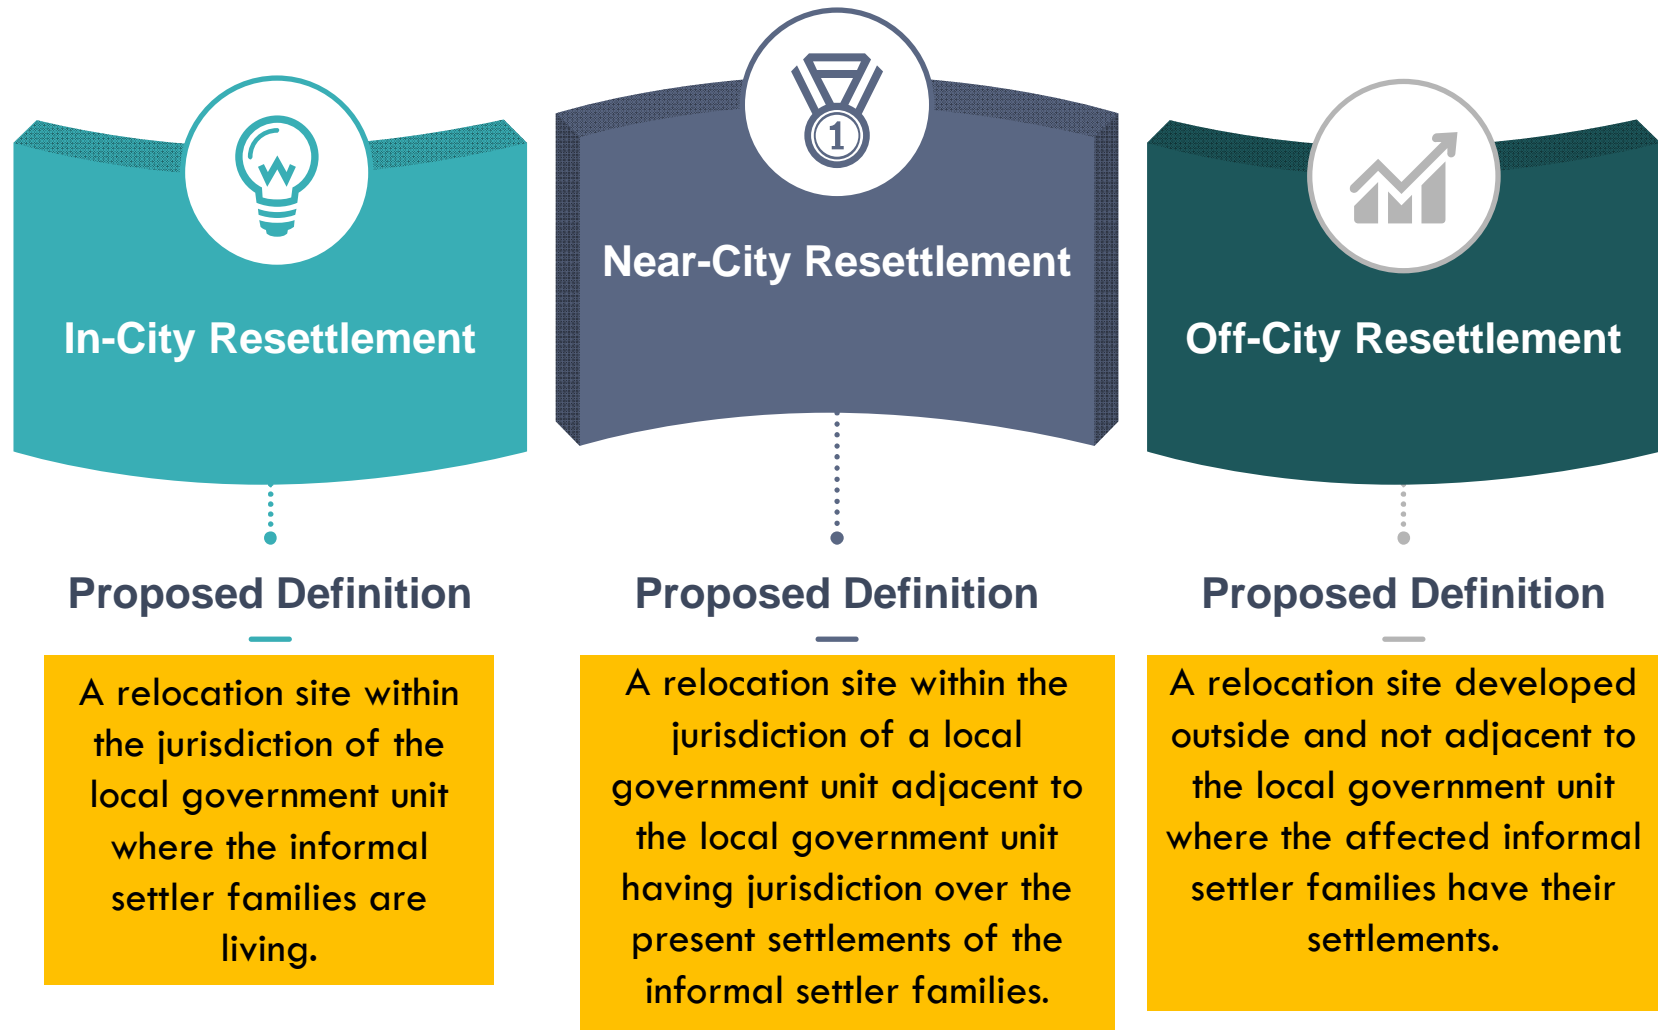 1
Near-City Resettlement
In-City Resettlement
Off-City Resettlement
Proposed Definition
A relocation site within
the jurisdiction of the
local government unit
where the informal
settler families are
living.
Proposed Definition
A relocation site within the
jurisdiction of a local
government unit adjacent to
the local government unit
having jurisdiction over the
present settlements of the
informal settler families.
Proposed Definition
A relocation site developed
outside and not adjacent to
the local government unit
where the affected informal
settler families have their
settlements.